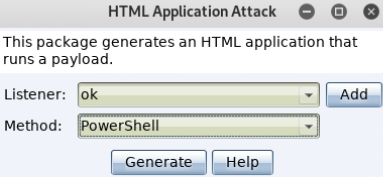 HTML Application Attack
This package generates an HTML application that
runs a payload.
Listener: ok Add
Method: PowerShell
Generate Help